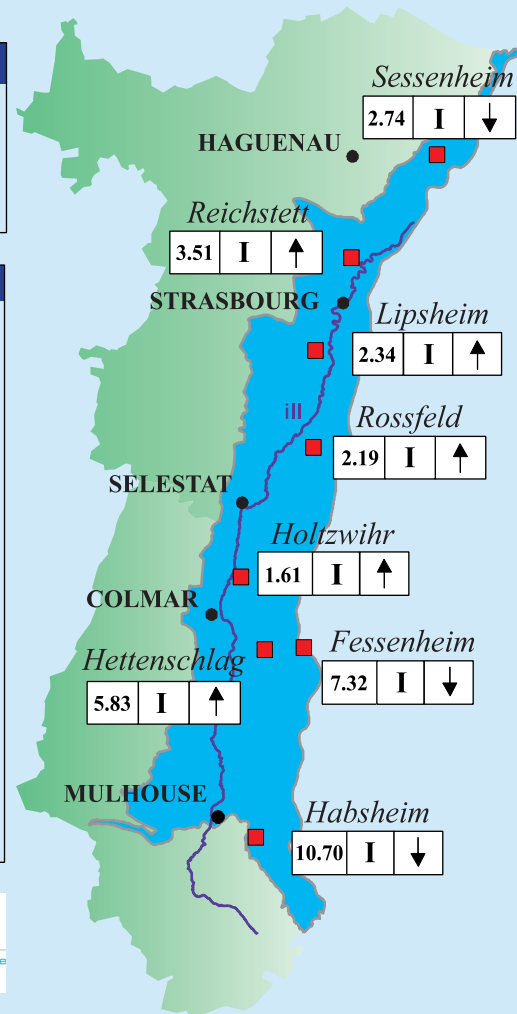 Sessenheim
2.74 I ↓
HAGUENAU
Reichstett
3.51 I ↑
STRASBOURG
Lipsheim
2.34 I ↑
ill
Rossfeld
2.19 I ↑
SELESTAT
Holtzwihr
1.61 I ↑
COLMAR
Hettenschlag
5.83 I ↑
Fessenheim
7.32 I ↓
MULHOUSE
Habsheim
10.70 I ↓
e